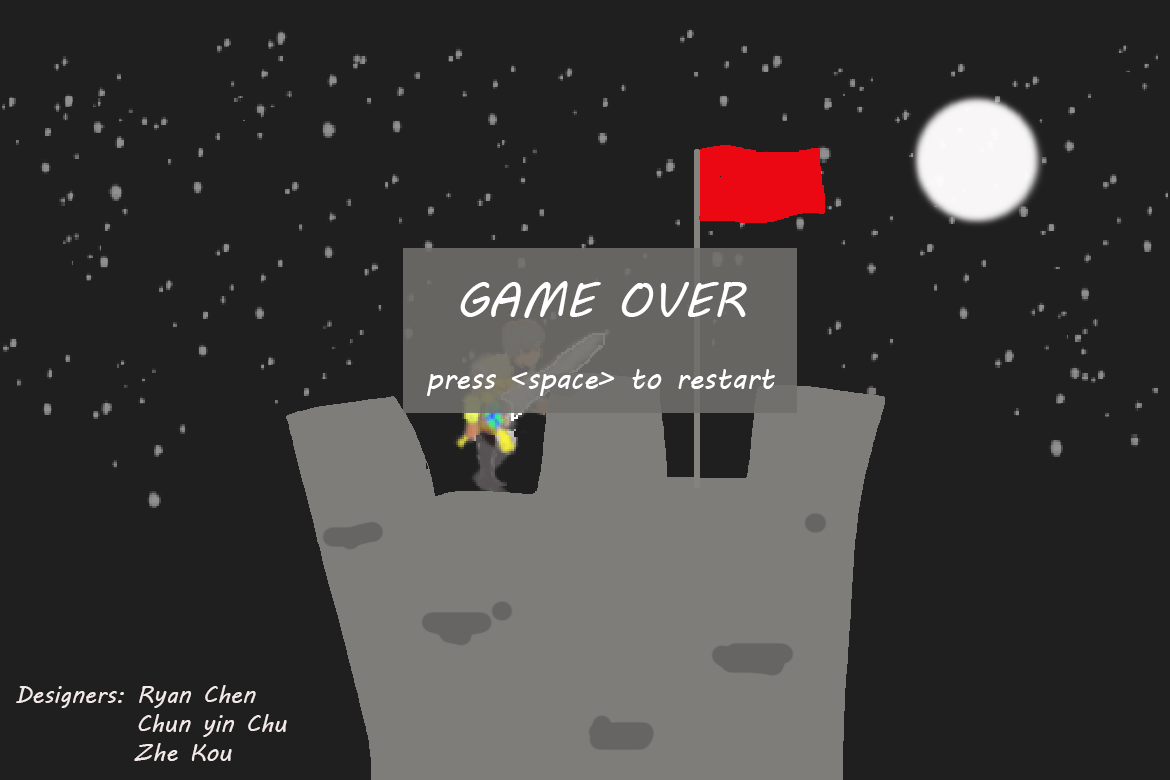 GAME OVER
press <space> to restart
Designers: Ryan Chen
Chun yin Chu
Zhe Kou